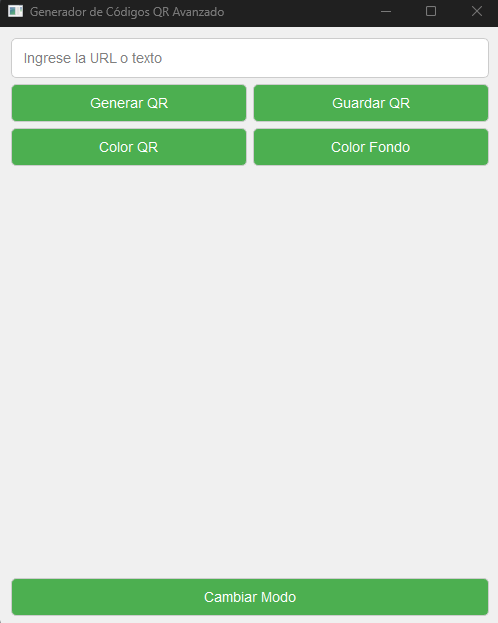 Generador de Códigos QR Avanzado
Ingrese la URL o texto
Generar QR
Guardar QR
Color QR
Color Fondo
Cambiar Modo